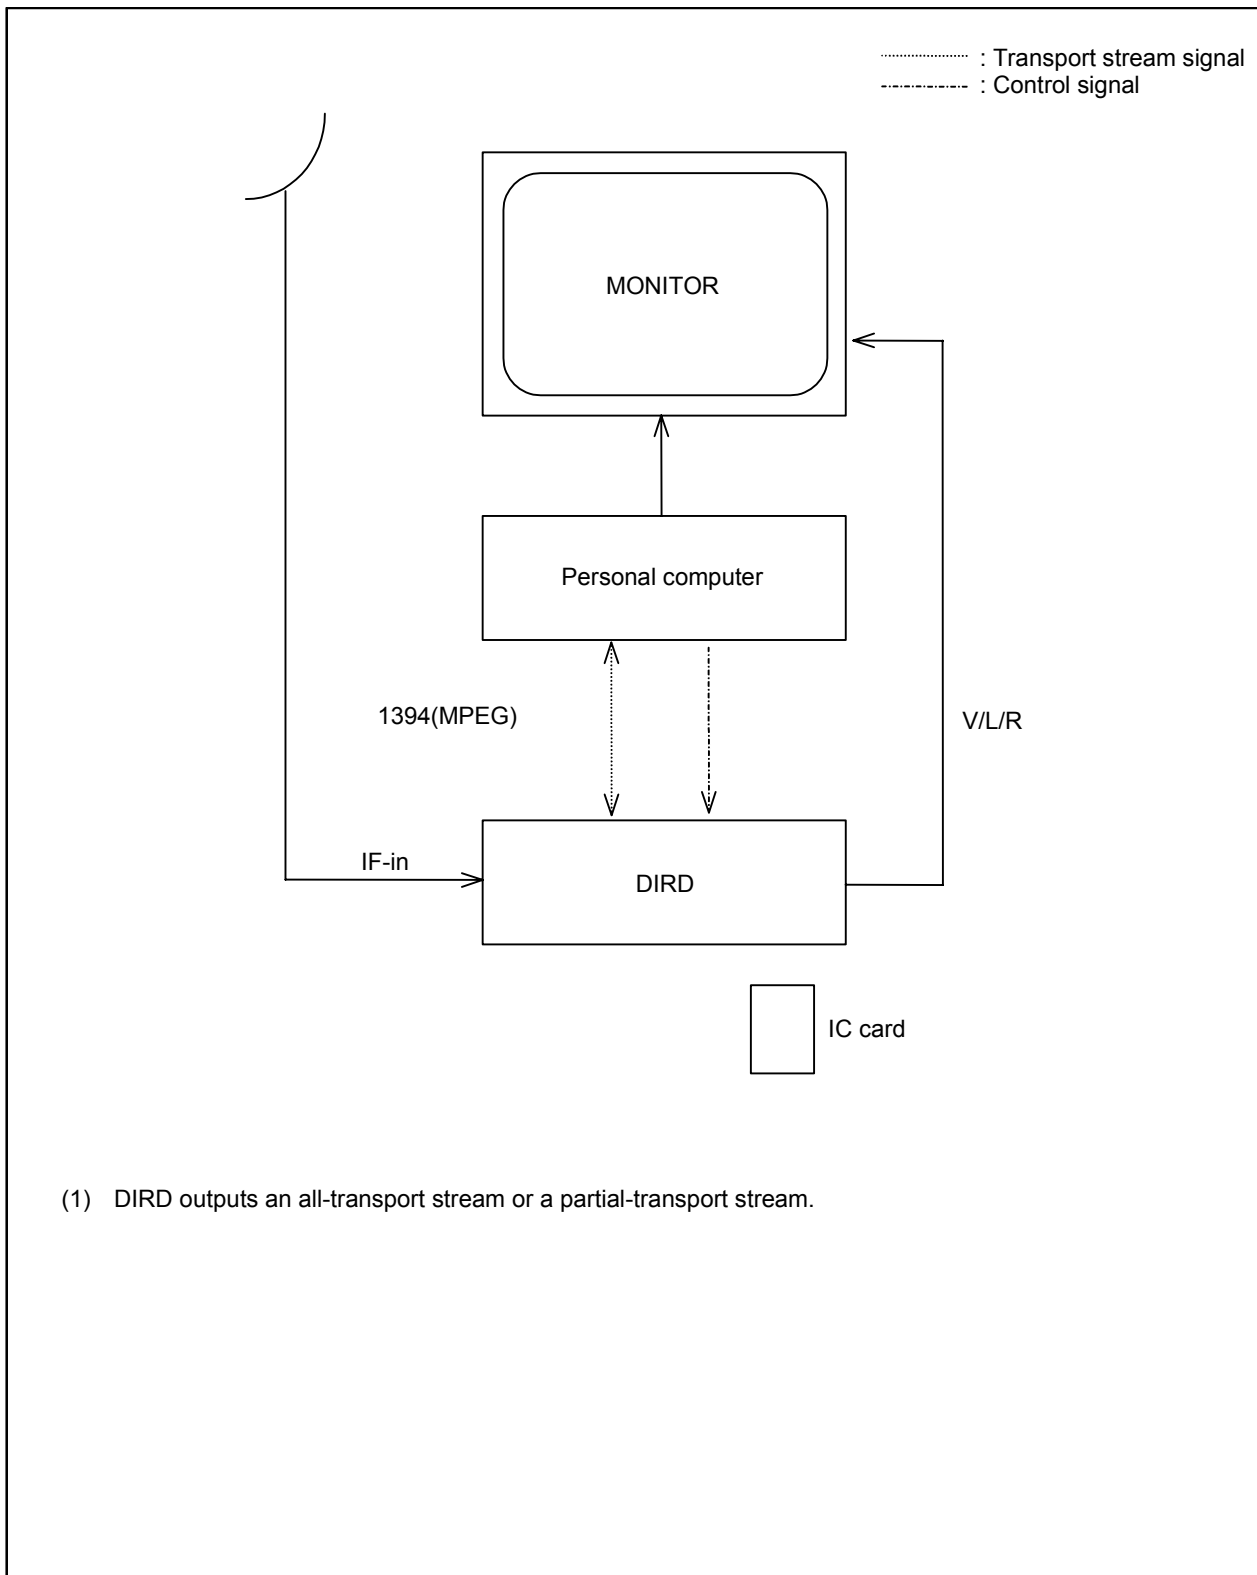 : Transport stream signal
: Control signal
MONITOR
Personal computer
1394(MPEG)
V/L/R
IF-in
DIRD
IC card
(1) DIRD outputs an all-transport stream or a partial-transport stream.